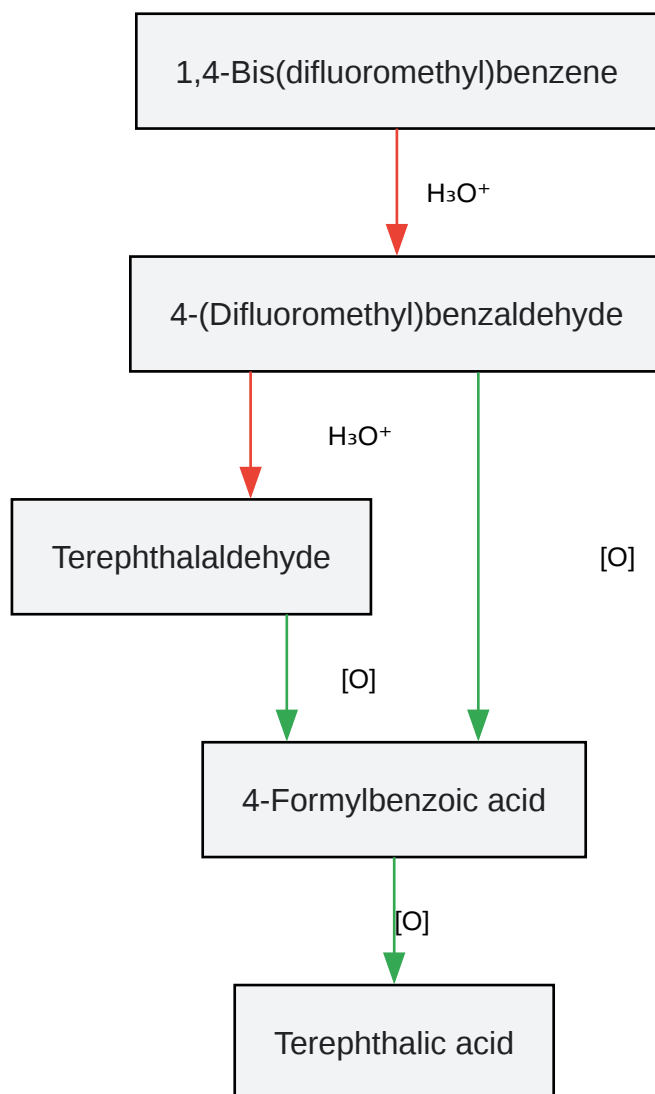 1,4-Bis(difluoromethyl)benzene
H₃O⁺
4-(Difluoromethyl)benzaldehyde
H₃O⁺
Terephthalaldehyde
[O]
[O]
4-Formylbenzoic acid
[O]
Terephthalic acid